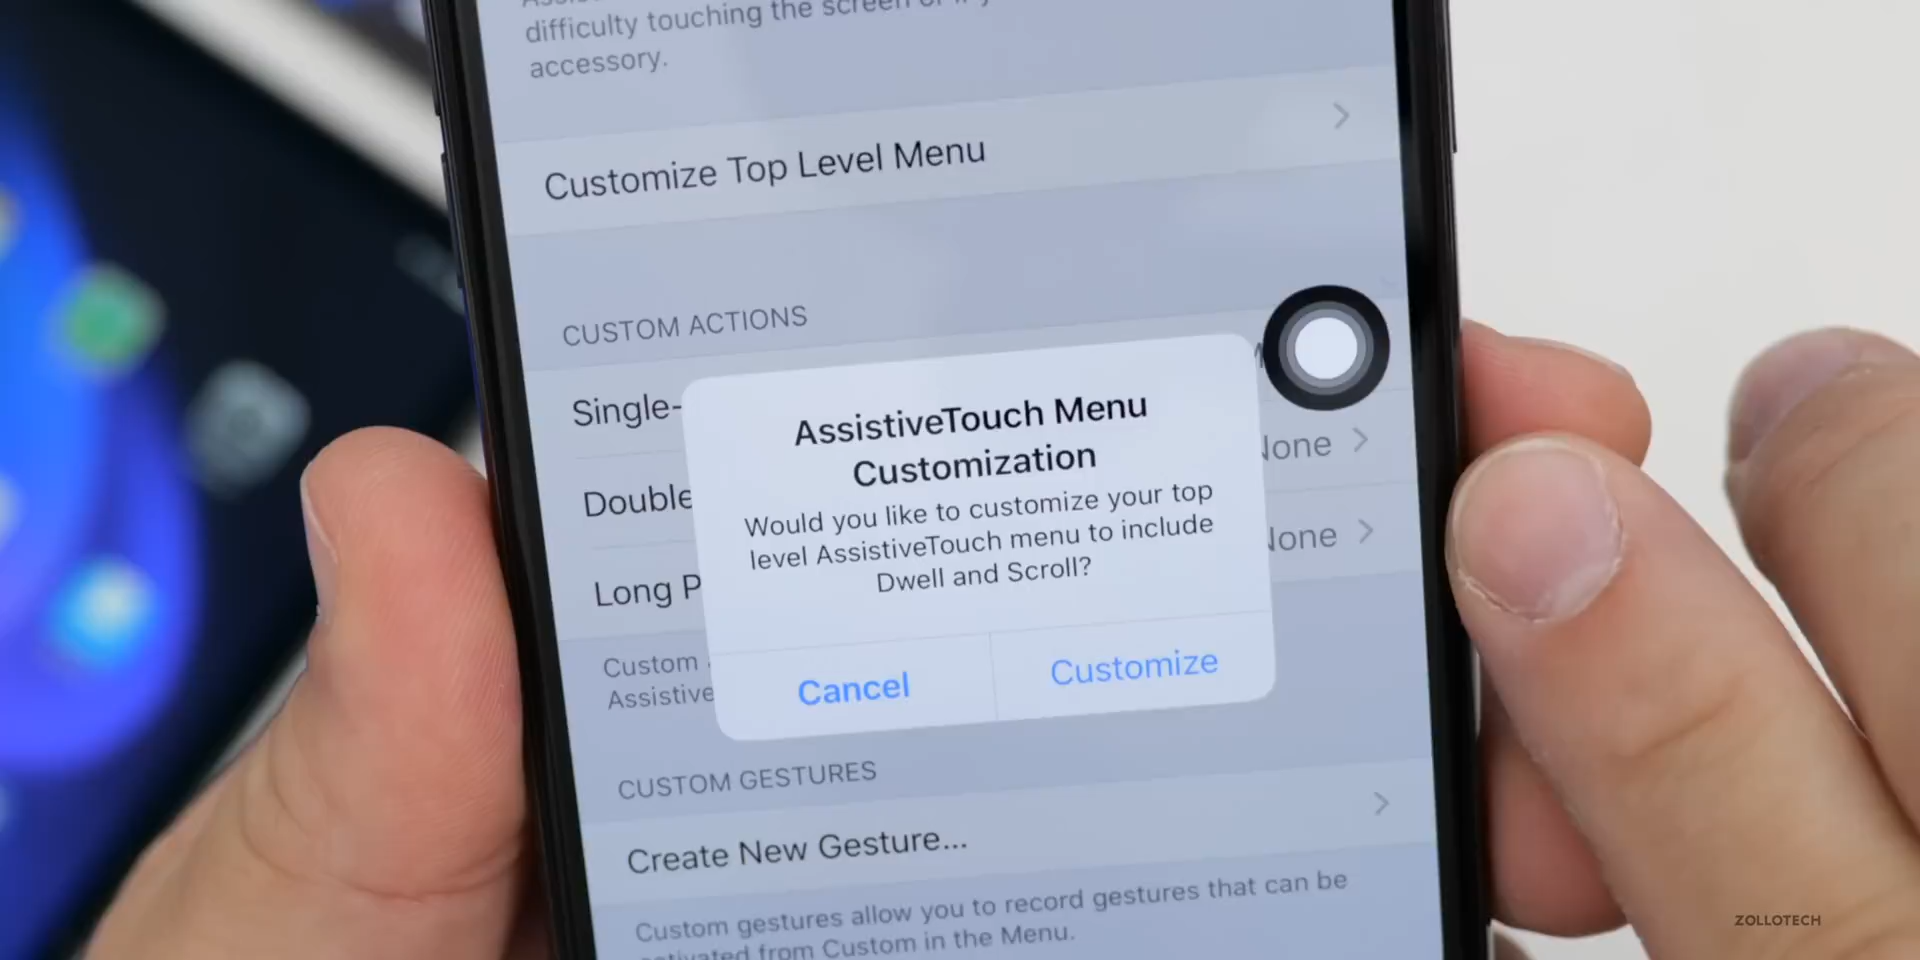 difficulty touching the screen or
accessory.
Customize Top Level Menu
CUSTOM ACTIONS
Single-
AssistiveTouch Menu
Customization
None
Double
Would you like to customize your top
level AssistiveTouch menu to include
Dwell and Scroll?
None
Long P
Custom
Assistive
Cancel
Customize
CUSTOM GESTURES
Create New Gesture...
Custom gestures allow you to record gestures that can be
activated from Custom in the Menu.
ZOLLOTECH